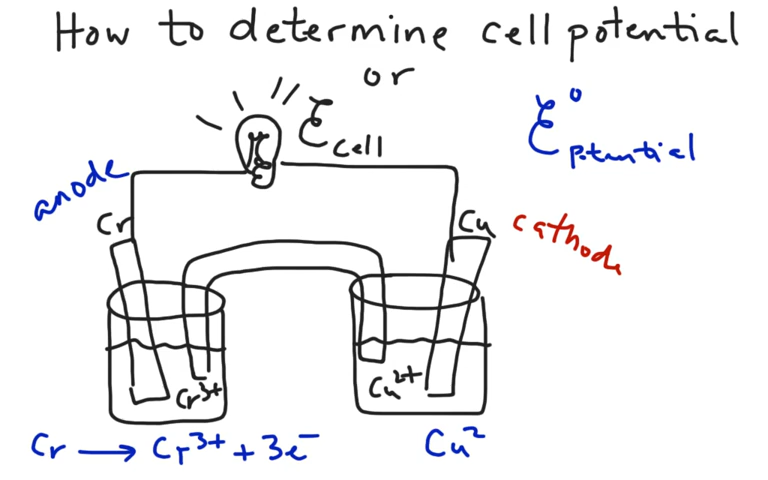 How to determine cell potential
or
Ɛcell
Ɛ° potential
anode
Cr
Cu
cathode
Cr³⁺
Cu²⁺
Cr → Cr³⁺ + 3e⁻
Cu²